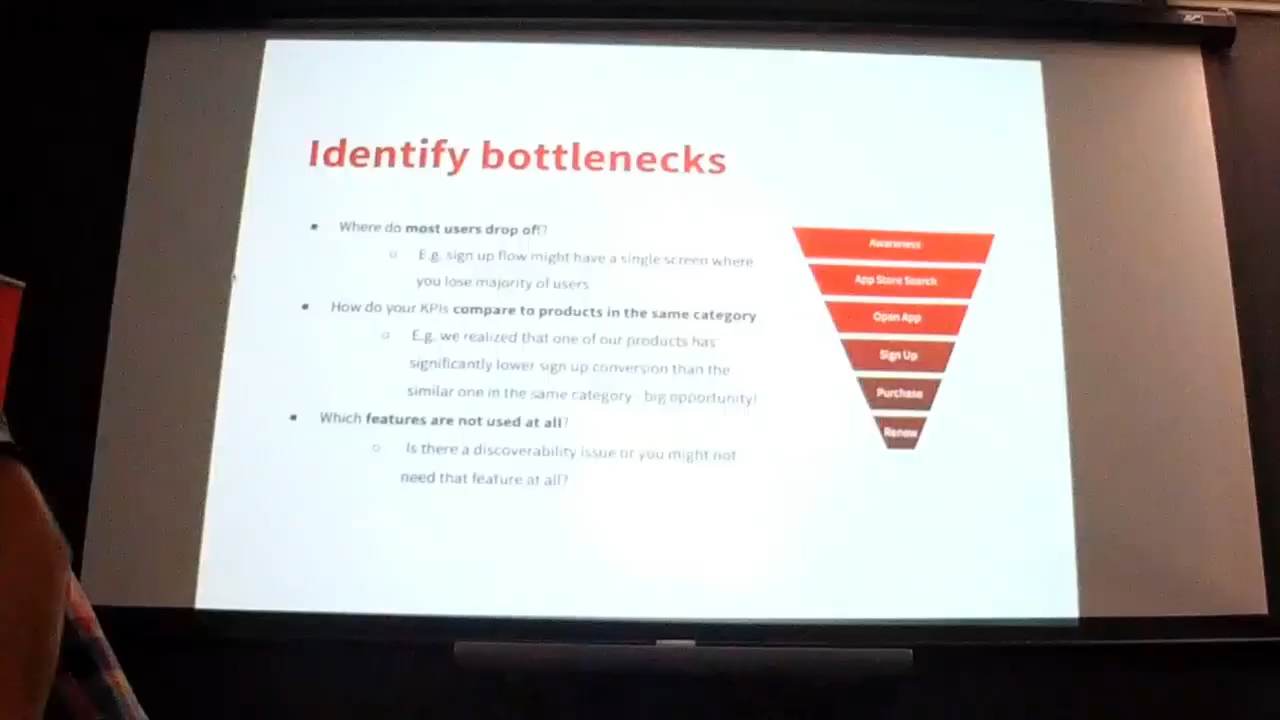 Identify bottlenecks
Where do most users drop off?
E.g. sign up flow might have a single screen where
you lose majority of users
How do your KPIs compare to products in the same category
E.g. we realized that one of our products has
significantly lower sign up conversion than the
similar one in the same category big opportunity!
Which features are not used at all?
Is there a discoverability issue or you might not
need that feature at all?
Awareness
App Store Search
Open App
Sign Up
Purchase
Renew